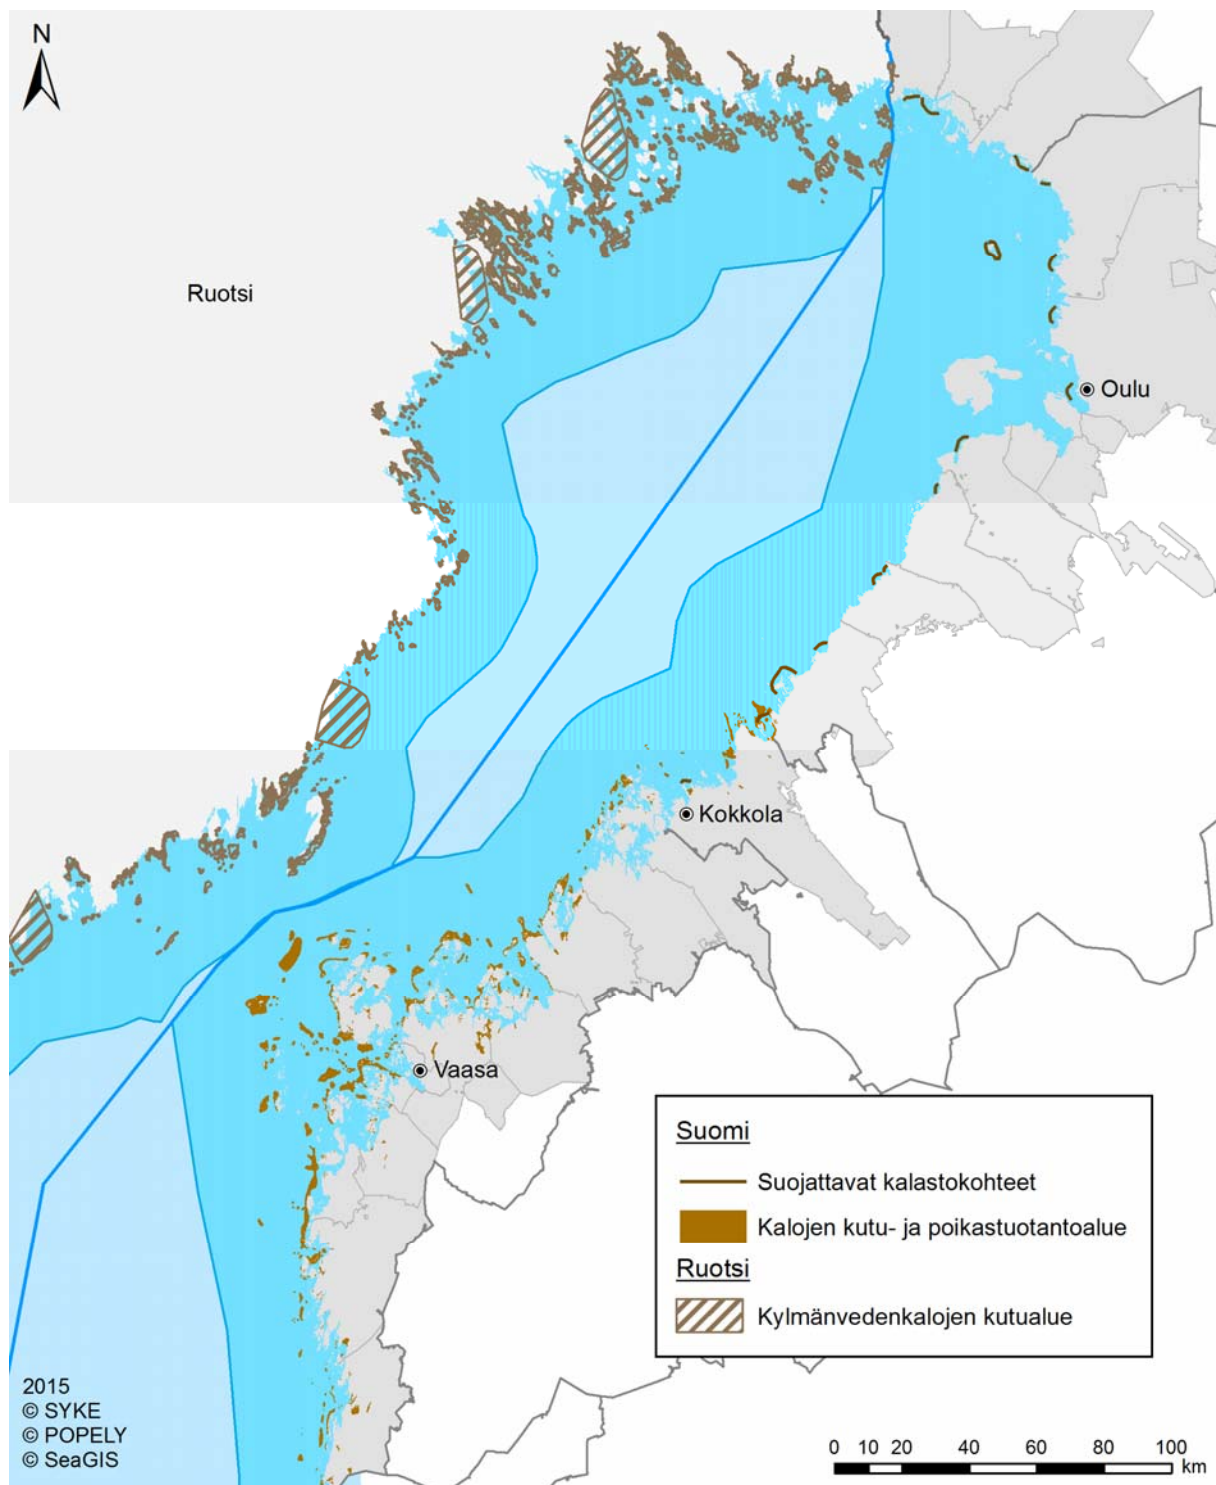 N
Ruotsi
Oulu
Kokkola
Vaasa
Suomi
Suojattavat kalastokohteet
Kalojen kutu- ja poikastuotantoalue
Ruotsi
Kylmänvedenkalojen kutualue
2015
© SYKE
© POPELY
© SeaGIS
0 10 20 40 60 80 100
km